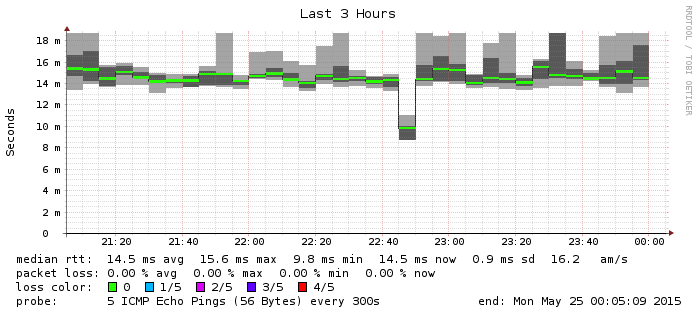 Last 3 Hours
RRDTOOL / TOBI OETIKER
Seconds
18 m
16 m
14 m
12 m
10 m
8 m
6 m
4 m
2 m
0
21:20 21:40 22:00 22:20 22:40 23:00 23:20 23:40 00:00
median rtt: 14.5 ms avg 15.6 ms max 9.8 ms min 14.5 ms now 0.9 ms sd 16.2 am/s
packet loss: 0.00 % avg 0.00 % max 0.00 % min 0.00 % now
loss color: 0 1/5 2/5 3/5 4/5
probe: 5 ICMP Echo Pings (56 Bytes) every 300s end: Mon May 25 00:05:09 2015